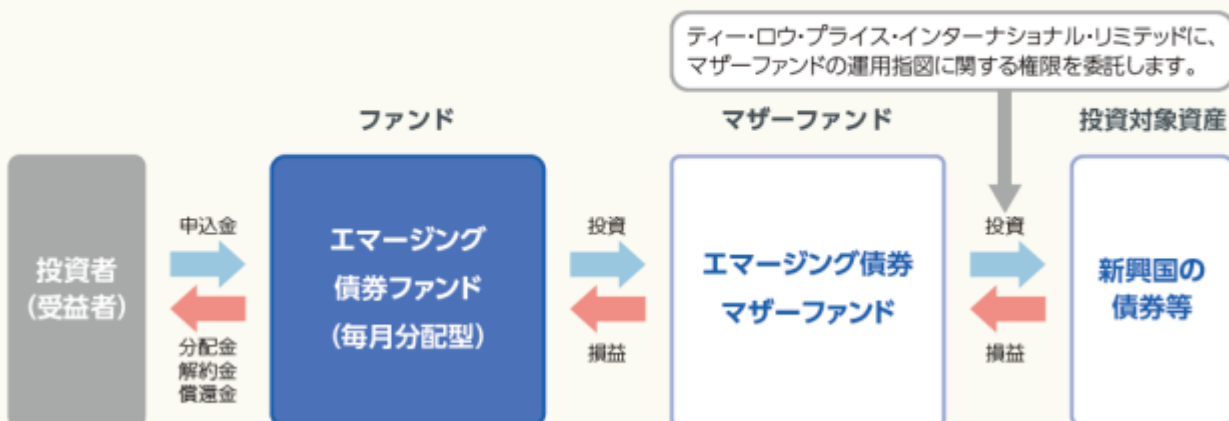 ティー・ロウ・プライス・インターナショナル・リミテッドに、
マザーファンドの運用指図に関する権限を委託します。
ファンド
マザーファンド
投資対象資産
投資者
(受益者)
申込金
分配金
解約金
償還金
エマージング
債券ファンド
(毎月分配型)
投資
損益
エマージング債券
マザーファンド
投資
損益
新興国の
債券等